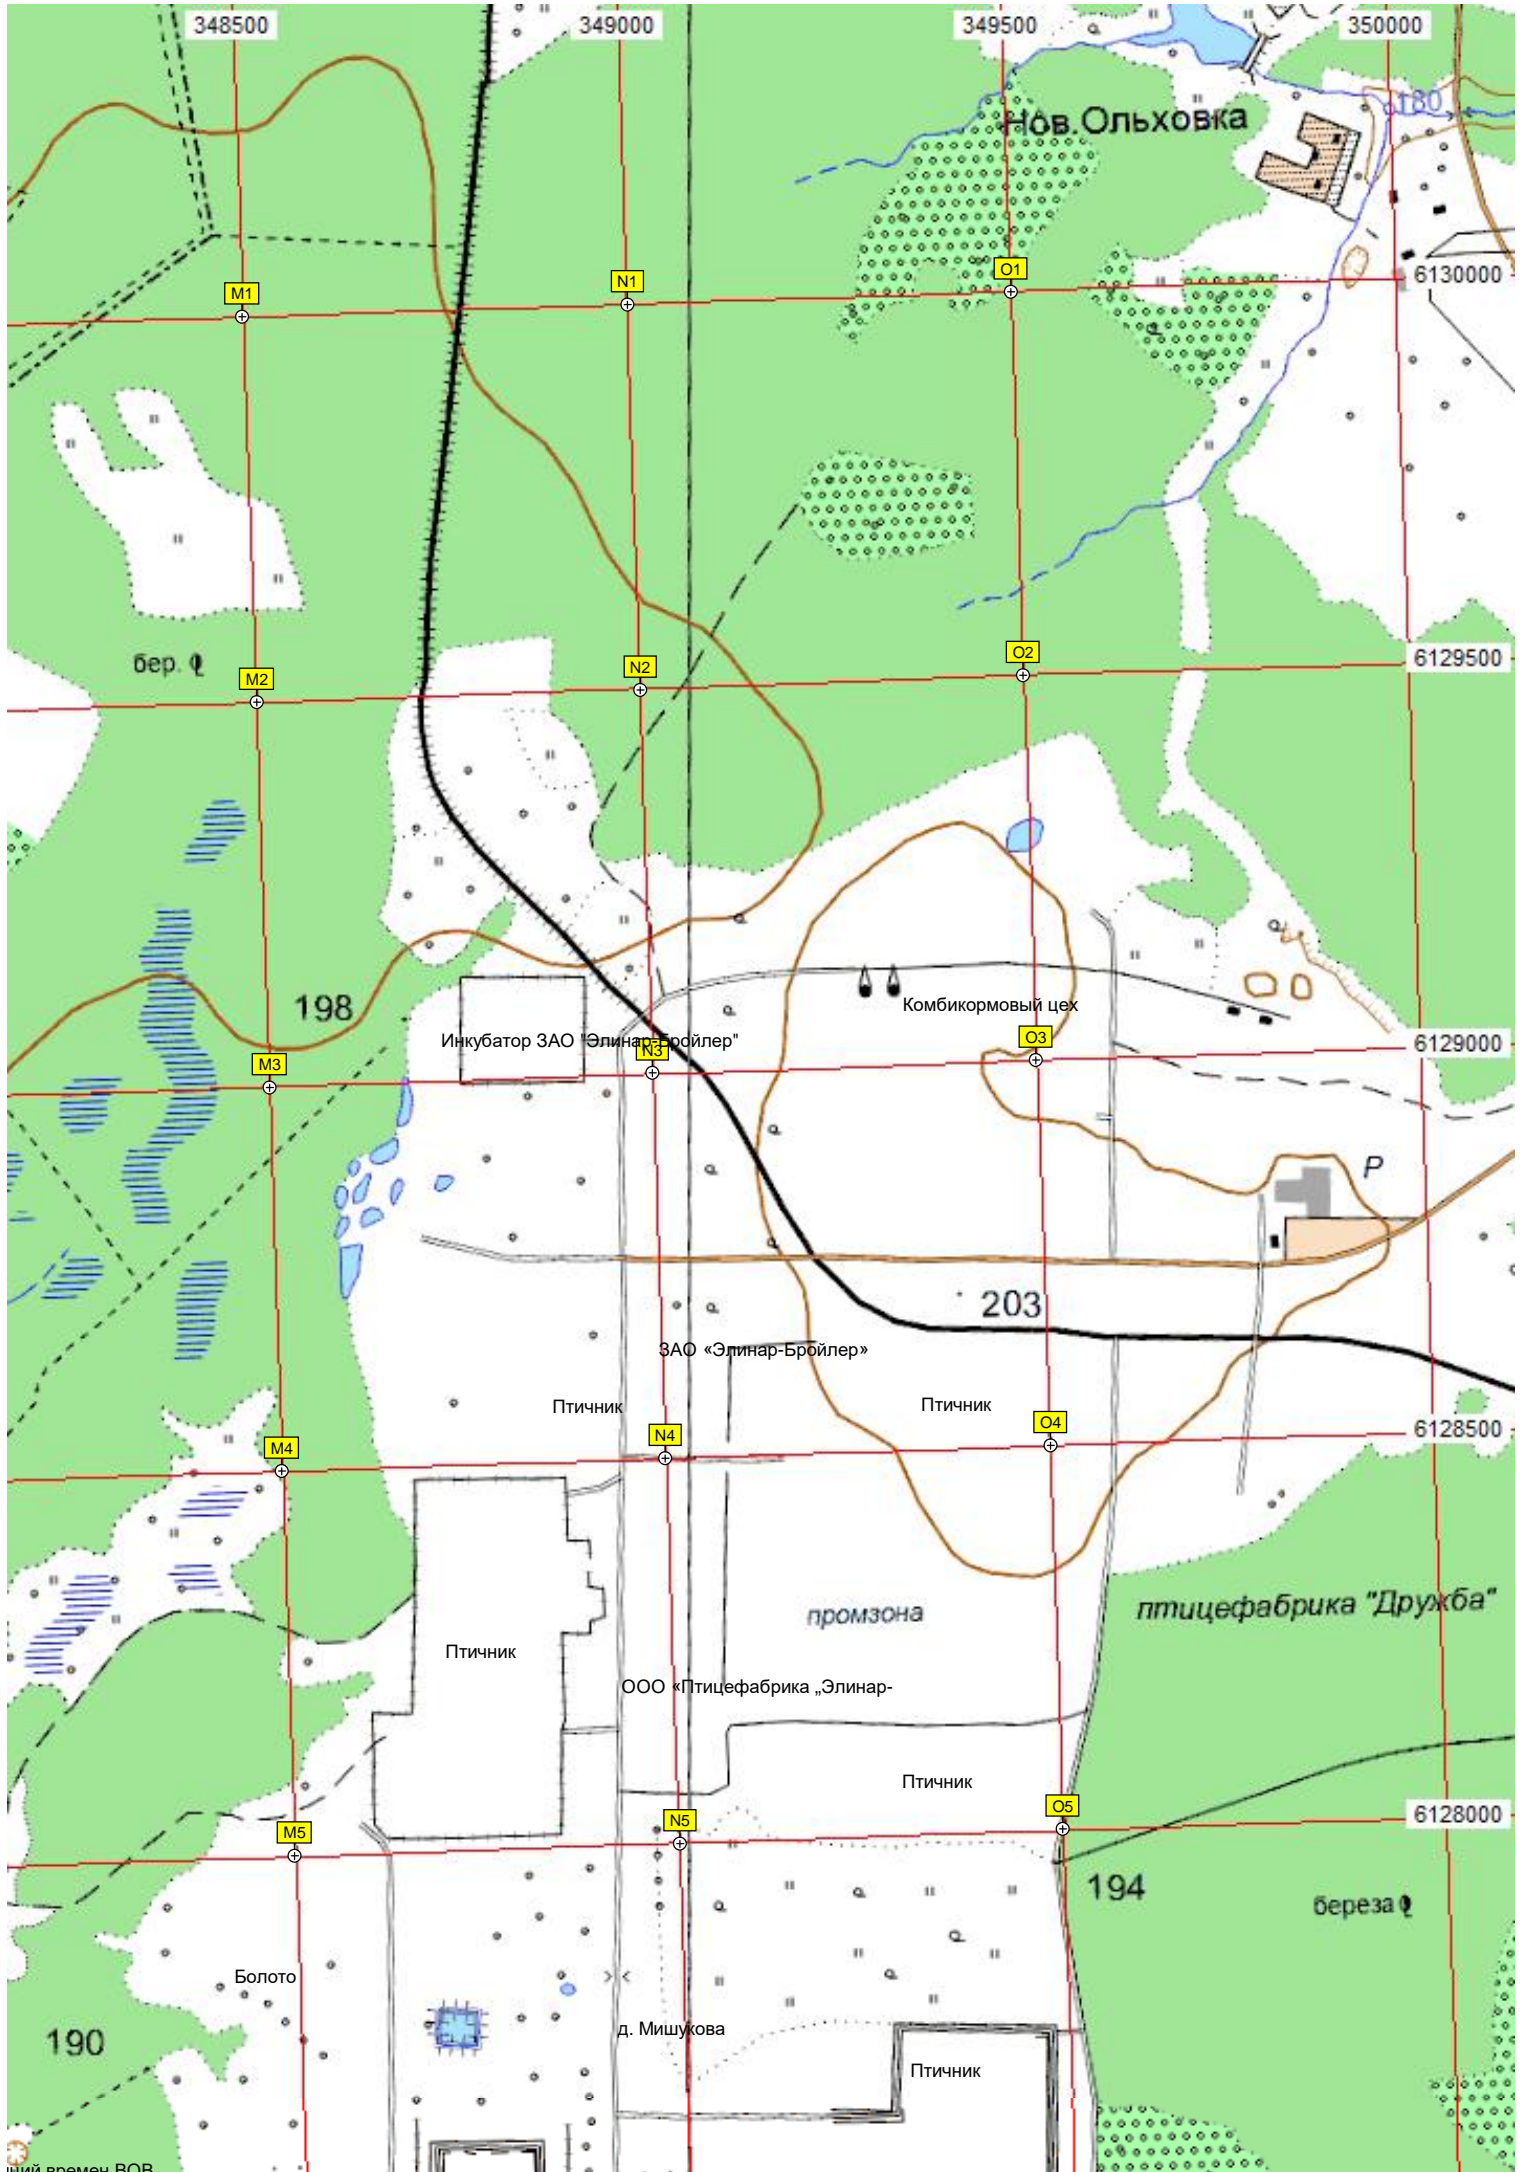 348500 349000 349500 350000
180
Нов.Ольховка
O1
6130000
N1
M1
O2
6129500
бер.
N2
M2
198
Комбикормовый цех
Инкубатор ЗАО "Элинар-Бройлер"
O3
6129000
N3
M3
Р
203
ЗАО «Элинар-Бройлер»
Птичник
Птичник
O4
6128500
N4
M4
птицефабрика "Дружба"
промзона
Птичник
ООО «Птицефабрика „Элинар-
Птичник
O5
6128000
N5
M5
194
береза
Болото
д. Мишукова
190
Птичник
времен ВОВ